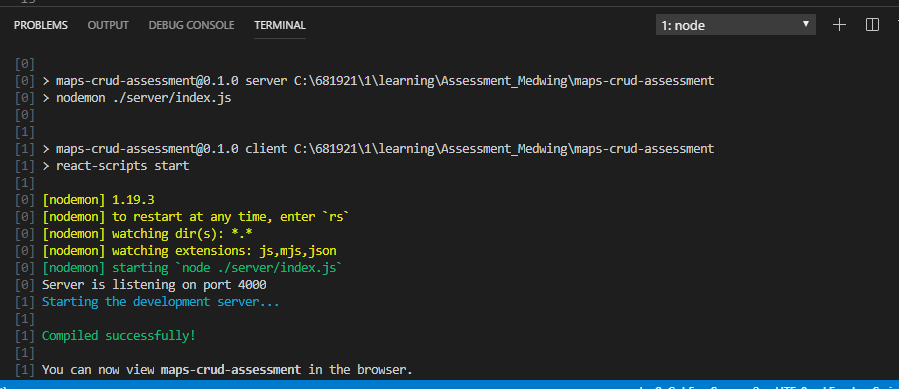 PROBLEMS OUTPUT DEBUG CONSOLE TERMINAL 1: node
[0]
[0] > maps-crud-assessment@0.1.0 server C:\681921\1\learning\Assessment_Medwing\maps-crud-assessment
[0] > nodemon ./server/index.js
[0]
[1]
[1] > maps-crud-assessment@0.1.0 client C:\681921\1\learning\Assessment_Medwing\maps-crud-assessment
[1] > react-scripts start
[1]
[0] [nodemon] 1.19.3
[0] [nodemon] to restart at any time, enter `rs`
[0] [nodemon] watching dir(s): *.*
[0] [nodemon] watching extensions: js,mjs,json
[0] [nodemon] starting `node ./server/index.js`
[0] Server is listening on port 4000
[1] Starting the development server...
[1]
[1] Compiled successfully!
[1]
[1] You can now view maps-crud-assessment in the browser.